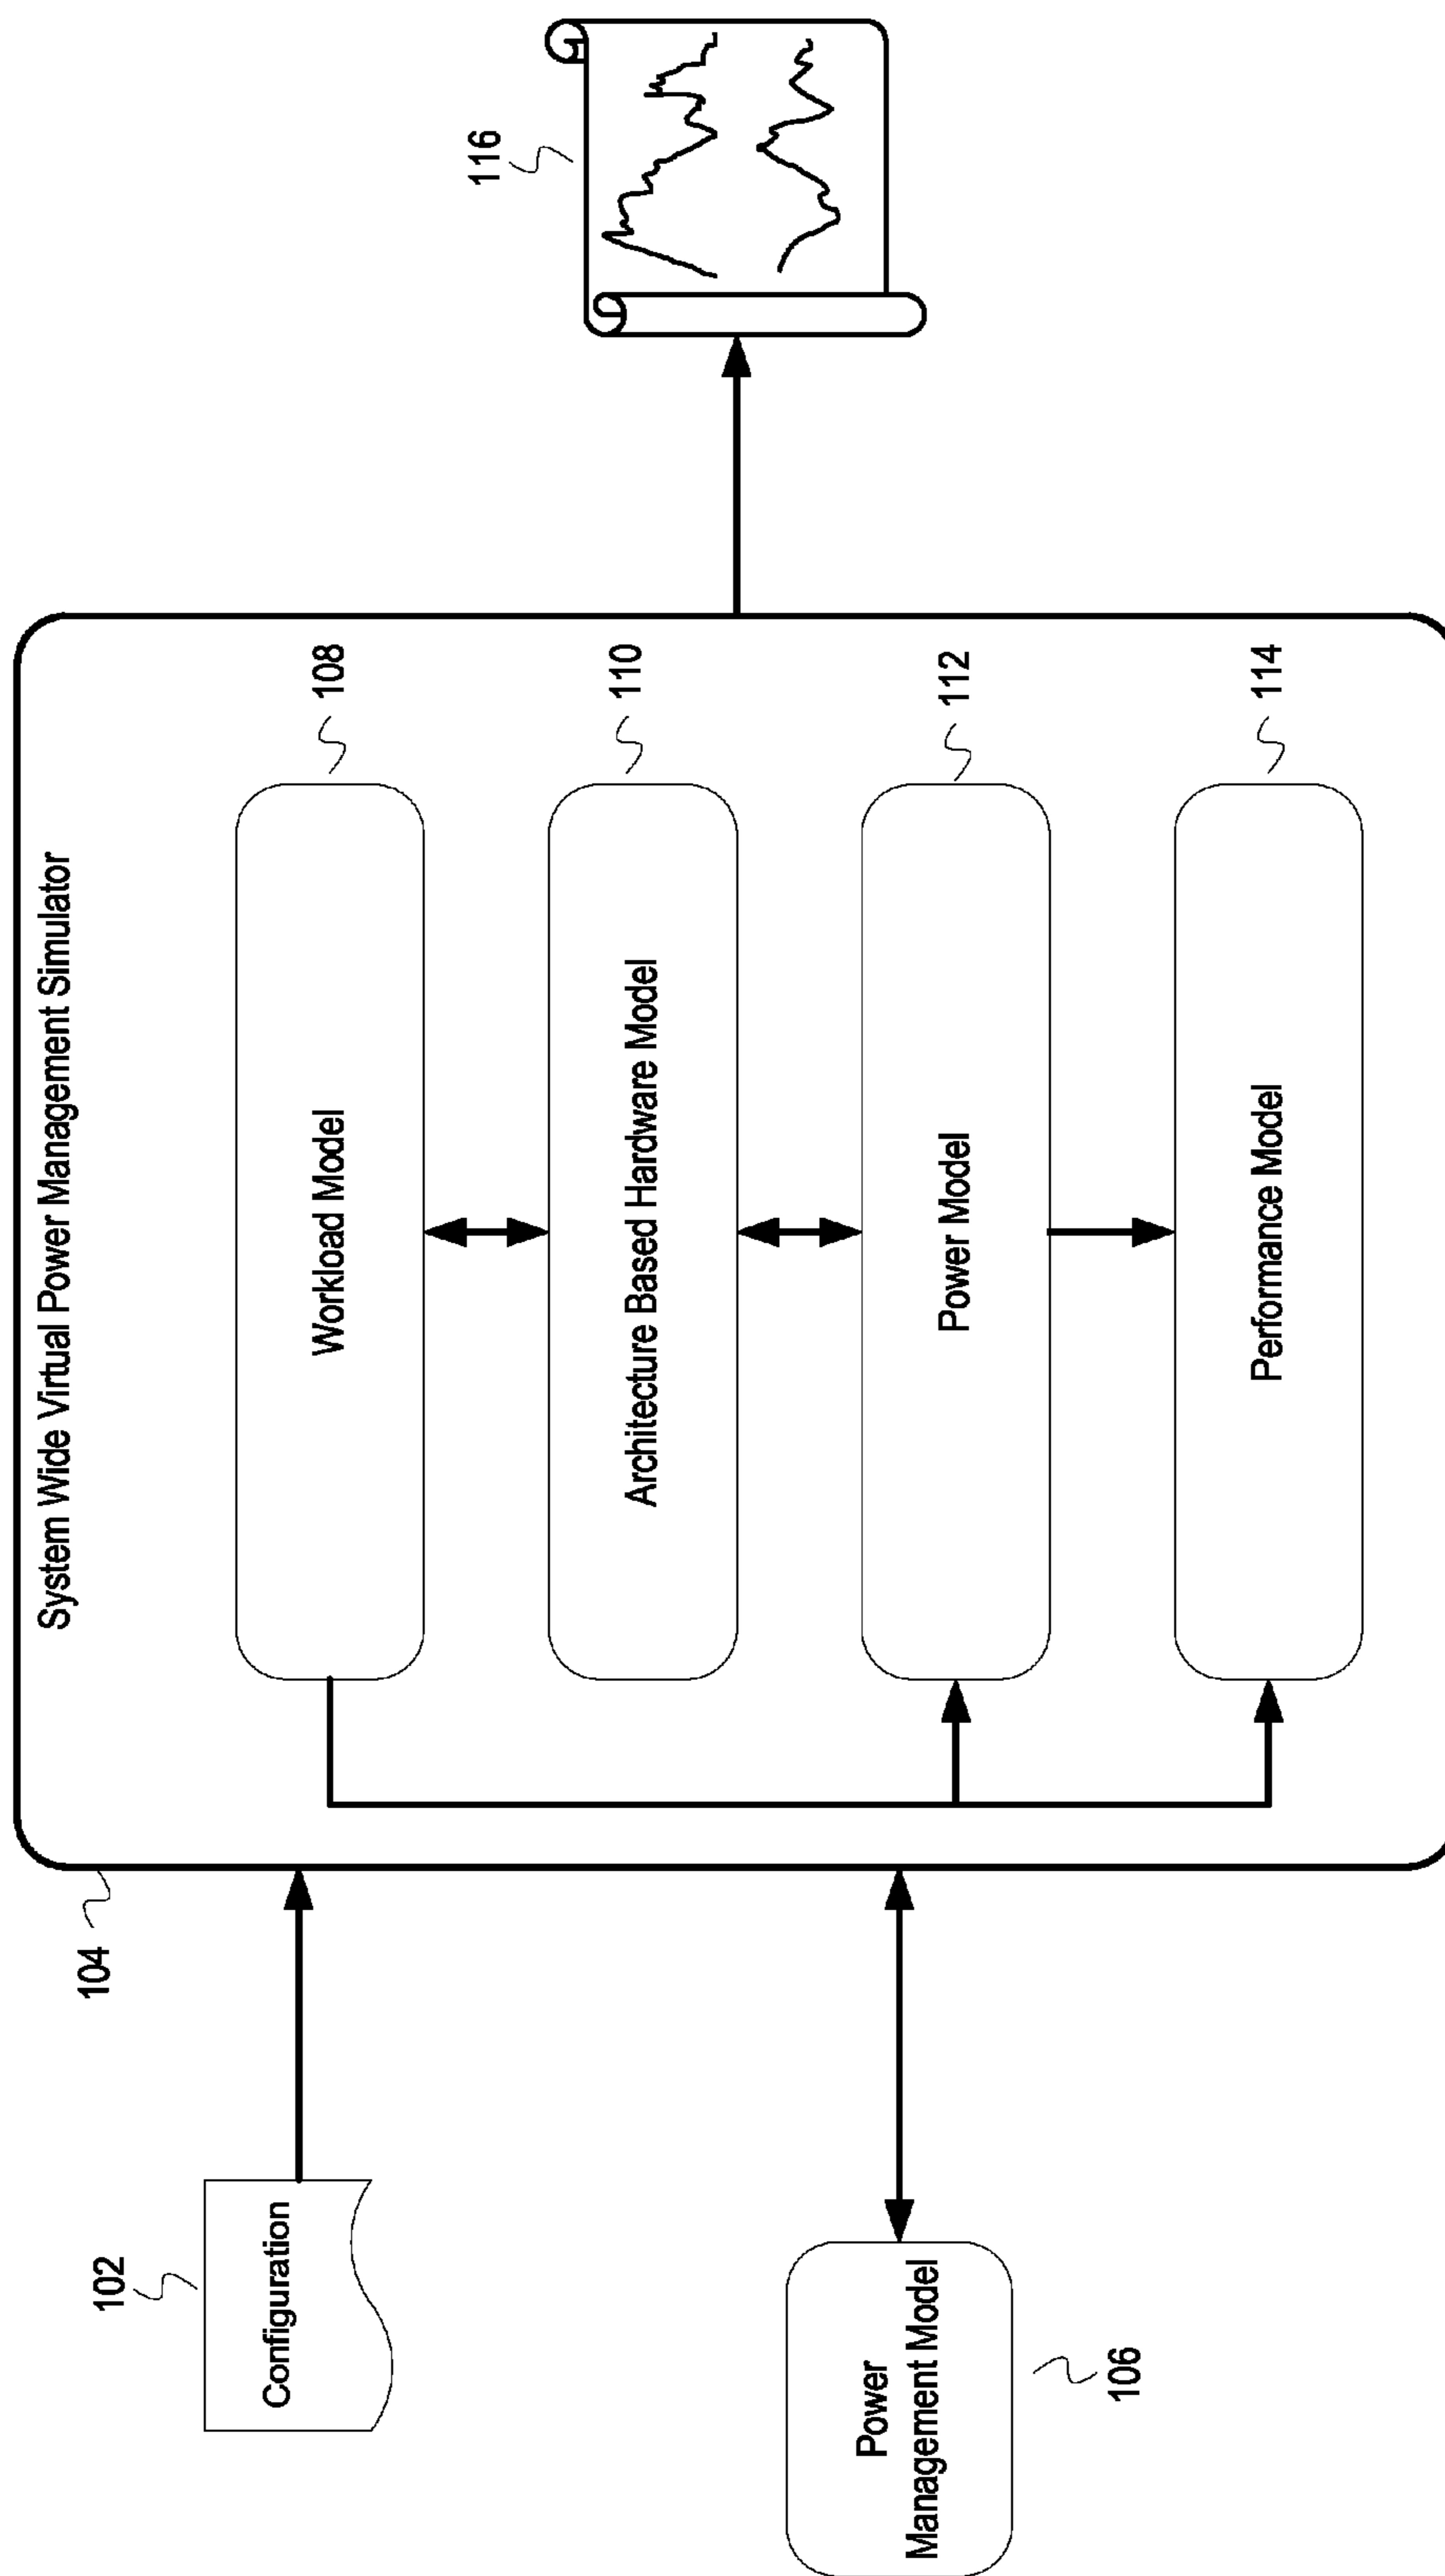 System Wide Virtual Power Management Simulator
104
102
Configuration
Power
Management Model
106
Workload Model
108
Architecture Based Hardware Model
110
Power Model
112
Performance Model
114
116